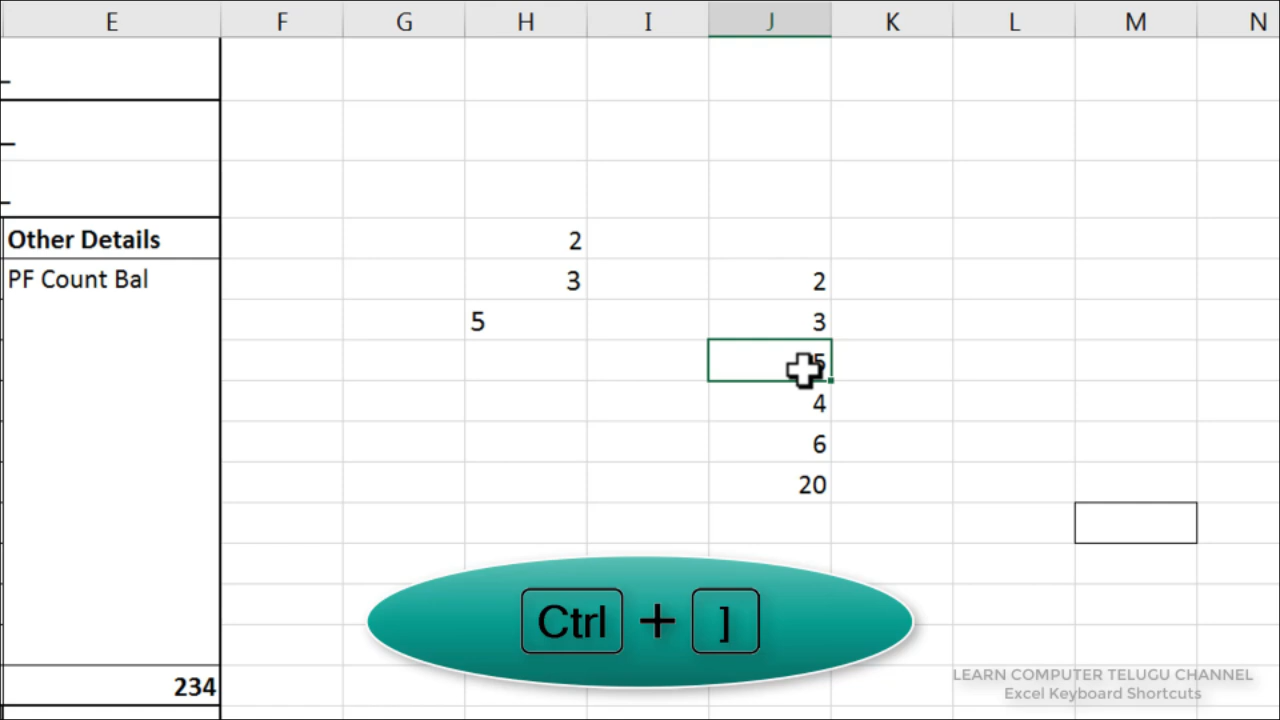 E F G H I J K L M N
Other Details 2
PF Count Bal 3 2
5 3
5
4
6
20
Ctrl + ]
234
LEARN COMPUTER TELUGU CHANNEL
Excel Keyboard Shortcuts